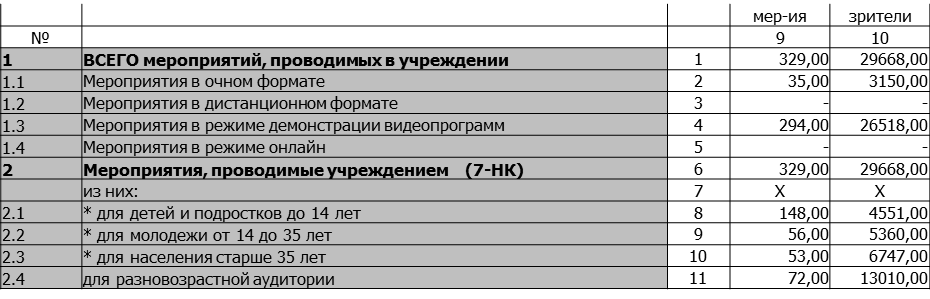 мер-ия зрители
№ 9 10
1 ВСЕГО мероприятий, проводимых в учреждении 1 329,00 29668,00
1.1 Мероприятия в очном формате 2 35,00 3150,00
1.2 Мероприятия в дистанционном формате 3 - -
1.3 Мероприятия в режиме демонстрации видеопрограмм 4 294,00 26518,00
1.4 Мероприятия в режиме онлайн 5 - -
2 Мероприятия, проводимые учреждением (7-НК) 6 329,00 29668,00
из них: 7 X X
2.1 * для детей и подростков до 14 лет 8 148,00 4551,00
2.2 * для молодежи от 14 до 35 лет 9 56,00 5360,00
2.3 * для населения старше 35 лет 10 53,00 6747,00
2.4 для разновозрастной аудитории 11 72,00 13010,00